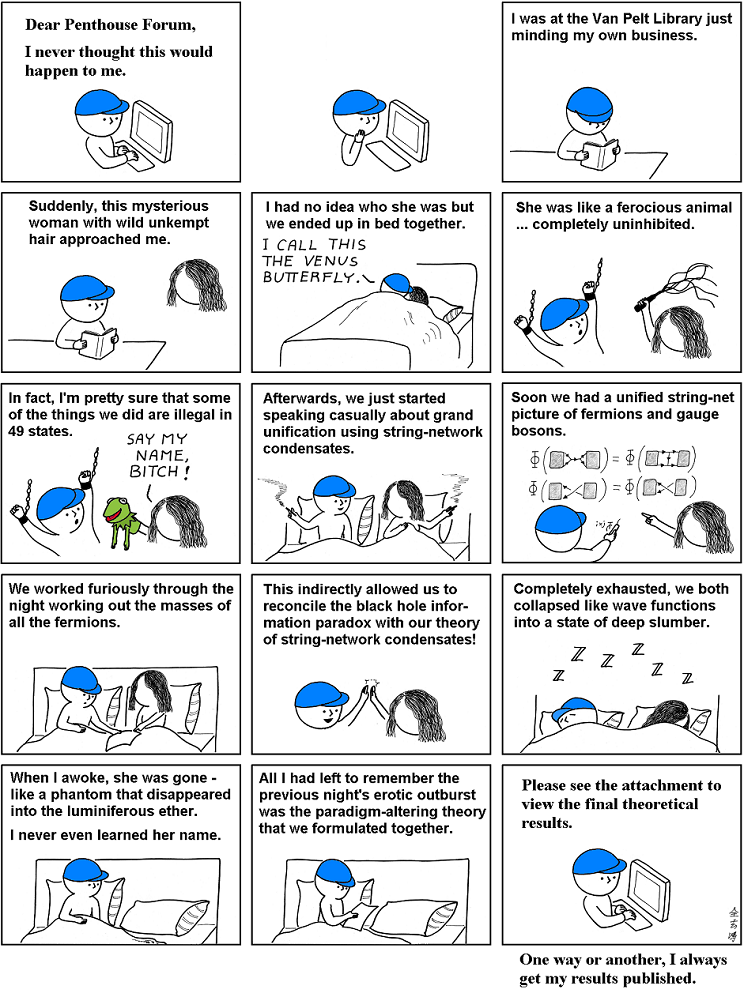 Dear Penthouse Forum,
I never thought this would
happen to me.
I was at the Van Pelt Library just
minding my own business.
Suddenly, this mysterious
woman with wild unkempt
hair approached me.
I had no idea who she was but
we ended up in bed together.
I CALL THIS
THE VENUS
BUTTERFLY.
She was like a ferocious animal
... completely uninhibited.
In fact, I'm pretty sure that some
of the things we did are illegal in
49 states.
SAY MY
NAME,
BITCH!
Afterwards, we just started
speaking casually about grand
unification using string-network
condensates.
Soon we had a unified string-net
picture of fermions and gauge
bosons.
Φ( ) = Φ( )
Φ( ) = Φ( )
We worked furiously through the
night working out the masses of
all the fermions.
This indirectly allowed us to
reconcile the black hole infor-
mation paradox with our theory
of string-network condensates!
Completely exhausted, we both
collapsed like wave functions
into a state of deep slumber.
Z Z Z Z Z Z
When I awoke, she was gone -
like a phantom that disappeared
into the luminiferous ether.
I never even learned her name.
All I had left to remember the
previous night's erotic outburst
was the paradigm-altering theory
that we formulated together.
Please see the attachment to
view the final theoretical
results.
One way or another, I always
get my results published.